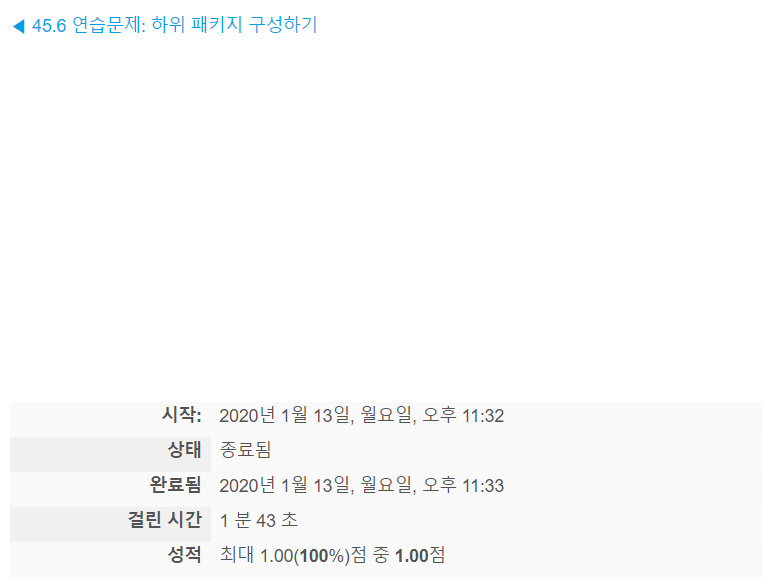 ◀ 45.6 연습문제: 하위 패키지 구성하기
시작: 2020년 1월 13일, 월요일, 오후 11:32
상태 종료됨
완료됨 2020년 1월 13일, 월요일, 오후 11:33
걸린 시간 1 분 43 초
성적 최대 1.00(100%)점 중 1.00점